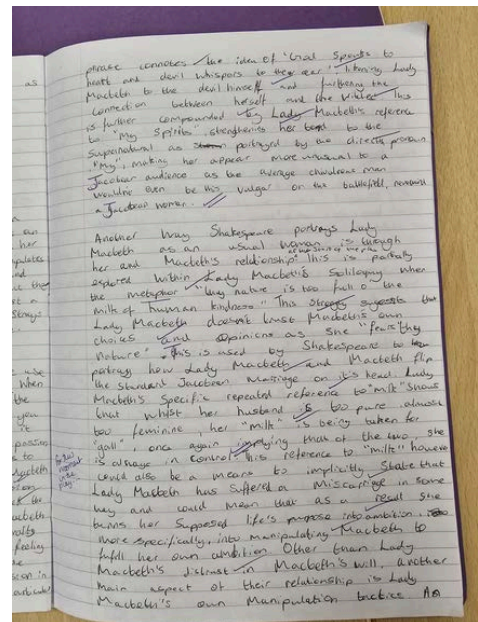 phrase connotes the idea of "God speaks to
heart and devil whispers to the ear" likening Lady
Macbeth to the devil himself and furthering the
connection between herself and the witches This
is further compounded by Lady Macbeth's reference
to "My Spirits", strengthens her bond to the
Supernatural as portrayed by the directly pronoun
"My", making her appear more unusual to a
Jacobean audience as the average chivalrous man
wouldn't even be this vulgar on the battlefield, nevermind
a Jacobean woman.
Another way Shakespeare portrays Lady
Macbeth as an usual woman is through
her and Macbeth's relationship This is partially
explored within Lady Macbeth's Soliloquy when
the metaphor "thy nature is too full o the
milk of human kindness" This suggests that
Lady Macbeth doesn't trust Macbeth's own
choices and opinions as she "fears thy
nature". This is used by Shakespeare to
portray how Lady Macbeth and Macbeth flip
the standard Jacobean Marriage on it's head. Lady
Macbeth's Specific repeated reference to "milk" shows
that whilst her husband is too pure, almost
too feminine, her "milk" is being taken for
"gall", once again implying that of the two, she
is always in control. This reference to "milk" however
could also be a means to implicitly State that
Lady Macbeth has suffered a Miscarriage in some
way and could mean that as a result she
turns her supposed life's purpose into ambition,
more specifically, into manipulating Macbeth to
fulfil her own ambition Other than Lady
Macbeth's distrust in Macbeth's will, another
main aspect of their relationship is Lady
Macbeth's own Manipulation tactics